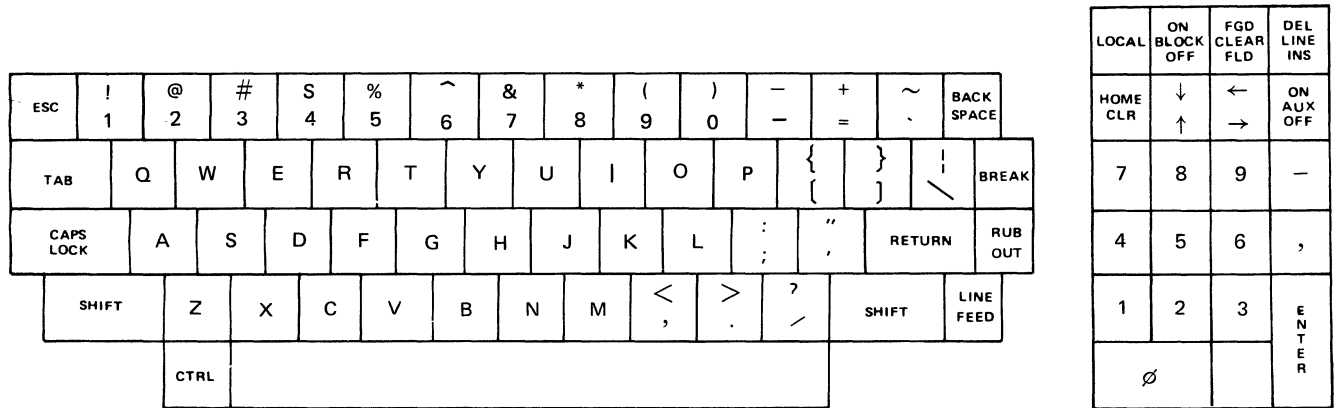 LOCAL ON BLOCK OFF FGD CLEAR FLD DEL LINE INS
ESC ! 1 @ 2 # 3 S 4 % 5 ^ 6 & 7 * 8 ( 9 ) 0 — – + = ~ ` BACK SPACE
HOME CLR ↓ ↑ ← → ON AUX OFF
TAB Q W E R T Y U I O P { [ } ] ¦ \ BREAK
7 8 9 –
CAPS LOCK A S D F G H J K L : ; " ' RETURN RUB OUT
4 5 6 ,
SHIFT Z X C V B N M < , > . ? / SHIFT LINE FEED
1 2 3 ENTER
CTRL
Ø